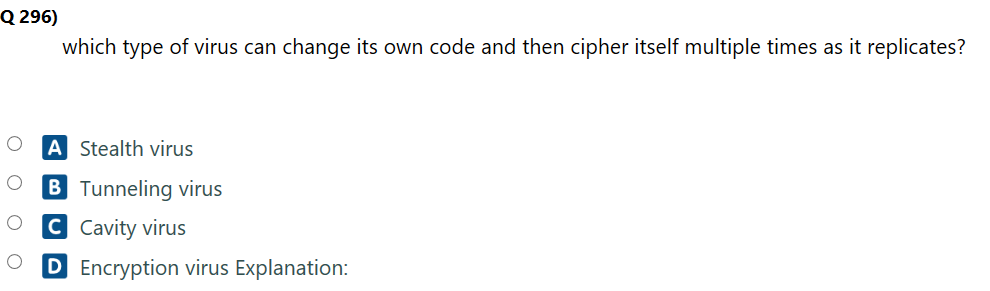 Q 296)
which type of virus can change its own code and then cipher itself multiple times as it replicates?
A Stealth virus
B Tunneling virus
C Cavity virus
D Encryption virus Explanation: